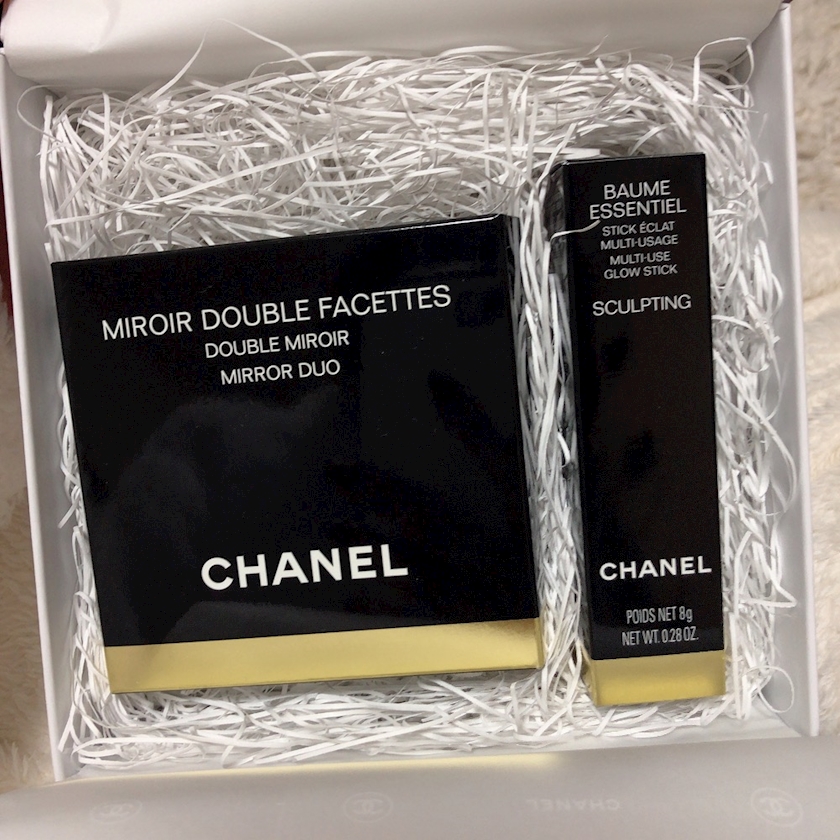 MIROIR DOUBLE FACETTES
DOUBLE MIROIR
MIRROR DUO
CHANEL
BAUME
ESSENTIEL
STICK ÉCLAT
MULTI-USAGE
MULTI-USE
GLOW STICK
SCULPTING
CHANEL
POIDS NET 8g
NET WT. 0.28 OZ.
CHANEL